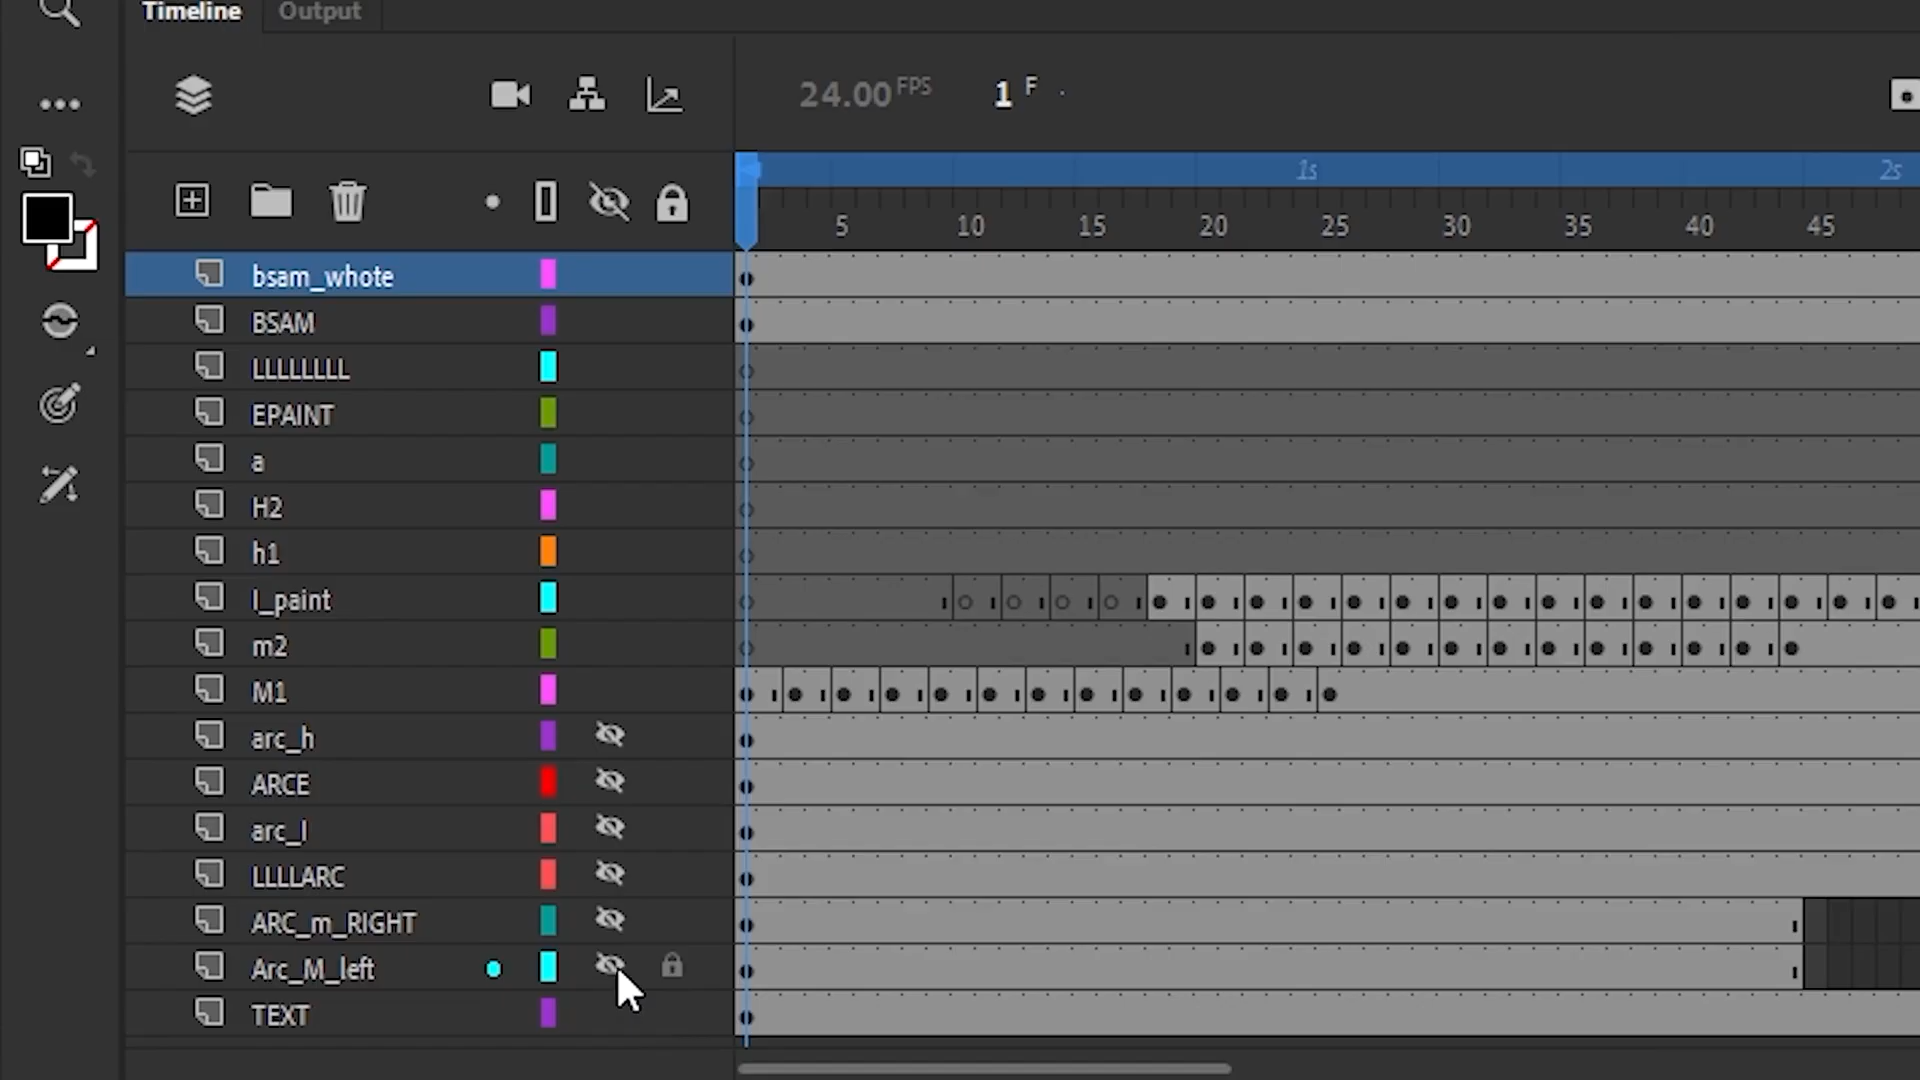 Timeline Output
24.00 FPS 1 F
1s 2s
5 10 15 20 25 30 35 40 45
bsam_whote
BSAM
LLLLLLLL
EPAINT
a
H2
h1
l_paint
m2
M1
arc_h
ARCE
arc_l
LLLLARC
ARC_m_RIGHT
Arc_M_left
TEXT